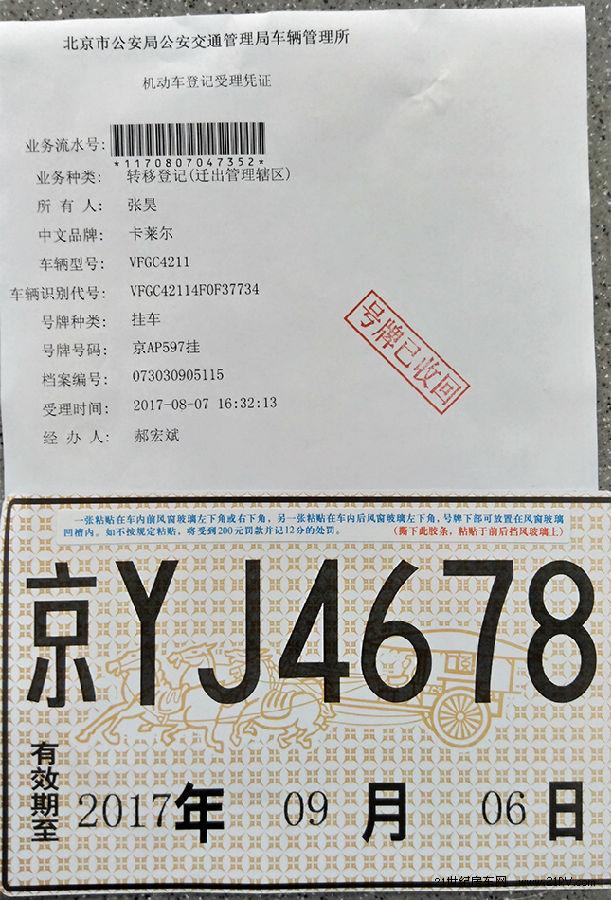 北京市公安局公安交通管理局车辆管理所
机动车登记受理凭证
业务流水号:
*1170807047352*
业务种类: 转移登记(迁出管理辖区)
所 有 人: 张昊
中文品牌: 卡莱尔
车辆型号: VFGC4211
车辆识别代号: VFGC42114F0F37734
号牌种类: 挂车
号牌号码: 京AP597挂
档案编号: 073030905115
受理时间: 2017-08-07 16:32:13
经 办 人: 郝宏斌
号牌已收回
一张粘贴在车内前风窗玻璃左下角或右下角，另一张粘贴在车内后风窗玻璃左下角，号牌下部可放置在风窗玻璃
凹槽内。如不按规定粘贴，将受到200元罚款并记12分的处罚。 (撕下此胶条，粘贴于前后挡风玻璃上)
京YJ4678
有效期至 2017年 09 月 06 日
21世纪房车网 www.21RV.com